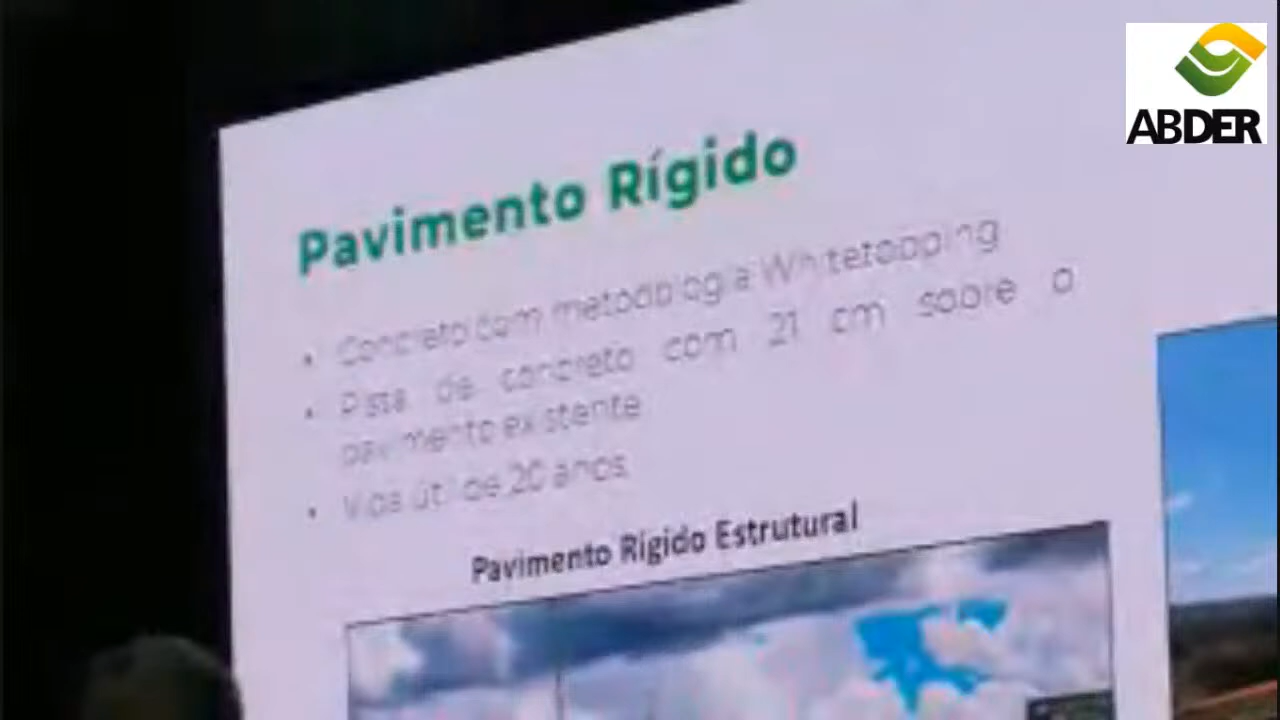 ABDER
Pavimento Rígido
• Concreto com metodologia Whitetopping
• Pista de concreto com 21 cm sobre o
pavimento existente
• Vida útil de 20 anos
Pavimento Rígido Estrutural